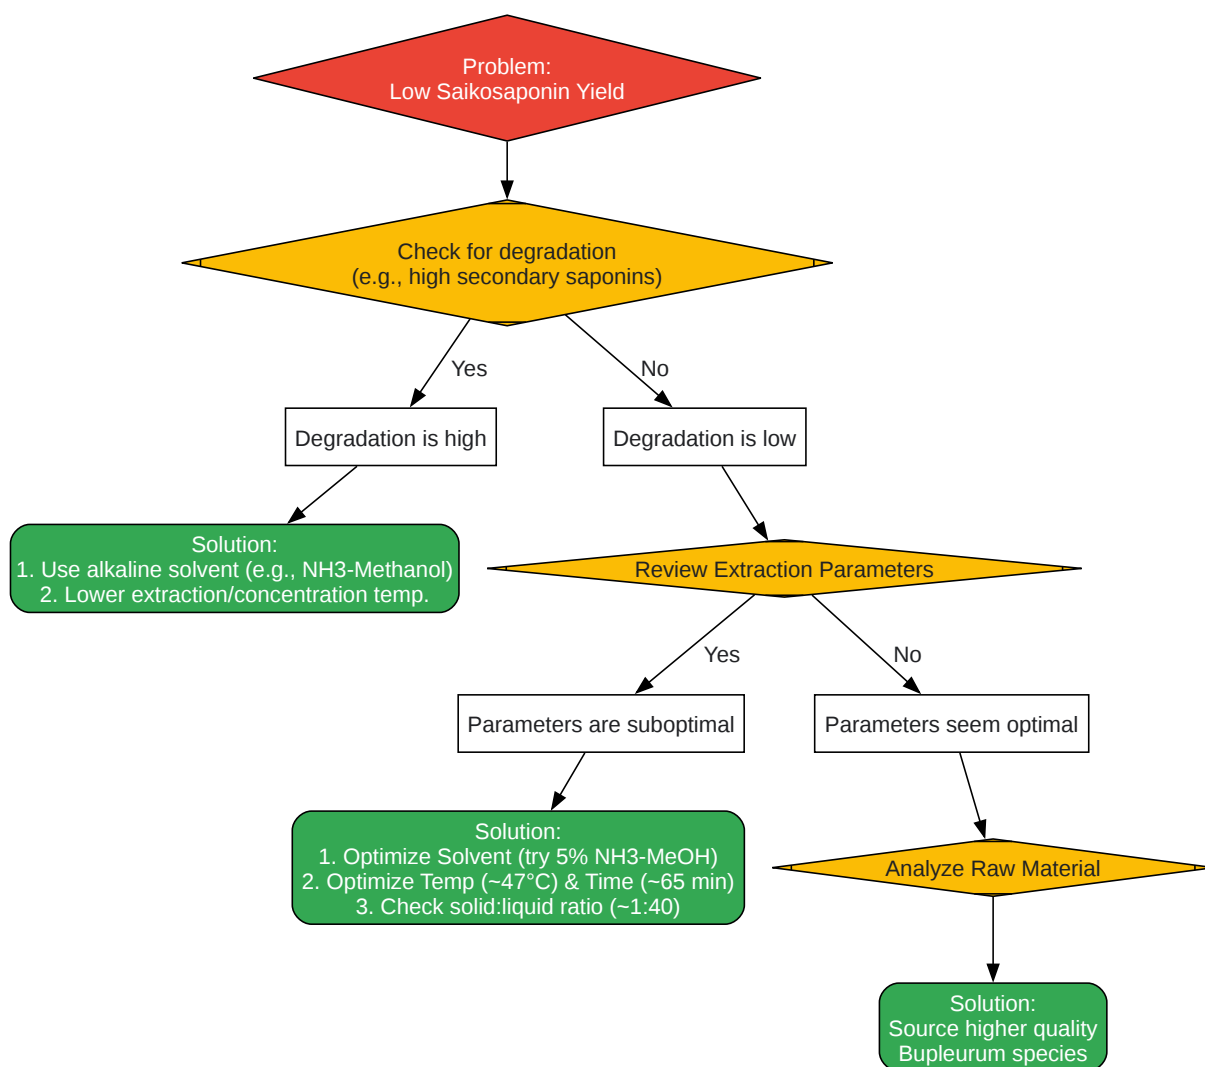 Problem:
Low Saikosaponin Yield
Check for degradation
(e.g., high secondary saponins)
Yes
No
Degradation is high
Degradation is low
Solution:
1. Use alkaline solvent (e.g., NH3-Methanol)
2. Lower extraction/concentration temp.
Review Extraction Parameters
Yes
No
Parameters are suboptimal
Parameters seem optimal
Solution:
1. Optimize Solvent (try 5% NH3-MeOH)
2. Optimize Temp (~47°C) & Time (~65 min)
3. Check solid:liquid ratio (~1:40)
Analyze Raw Material
Solution:
Source higher quality
Bupleurum species